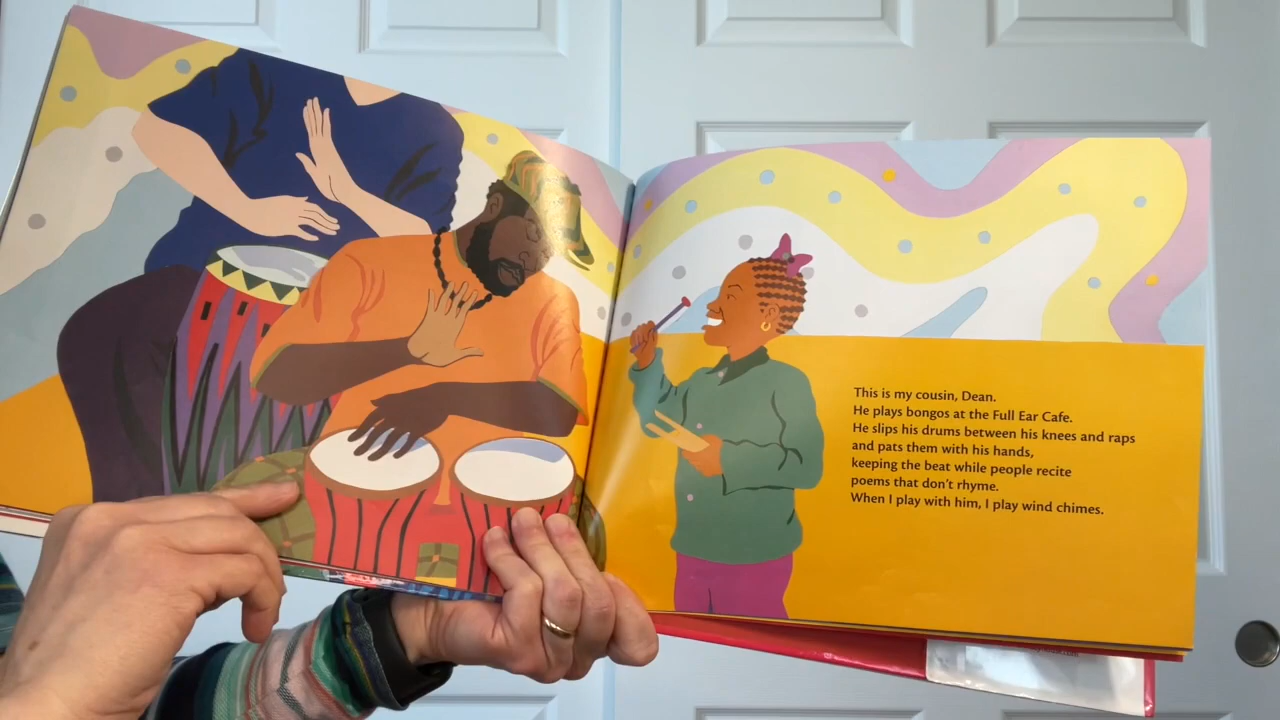 This is my cousin, Dean.
He plays bongos at the Full Ear Cafe.
He slips his drums between his knees and raps
and pats them with his hands,
keeping the beat while people recite
poems that don't rhyme.
When I play with him, I play wind chimes.